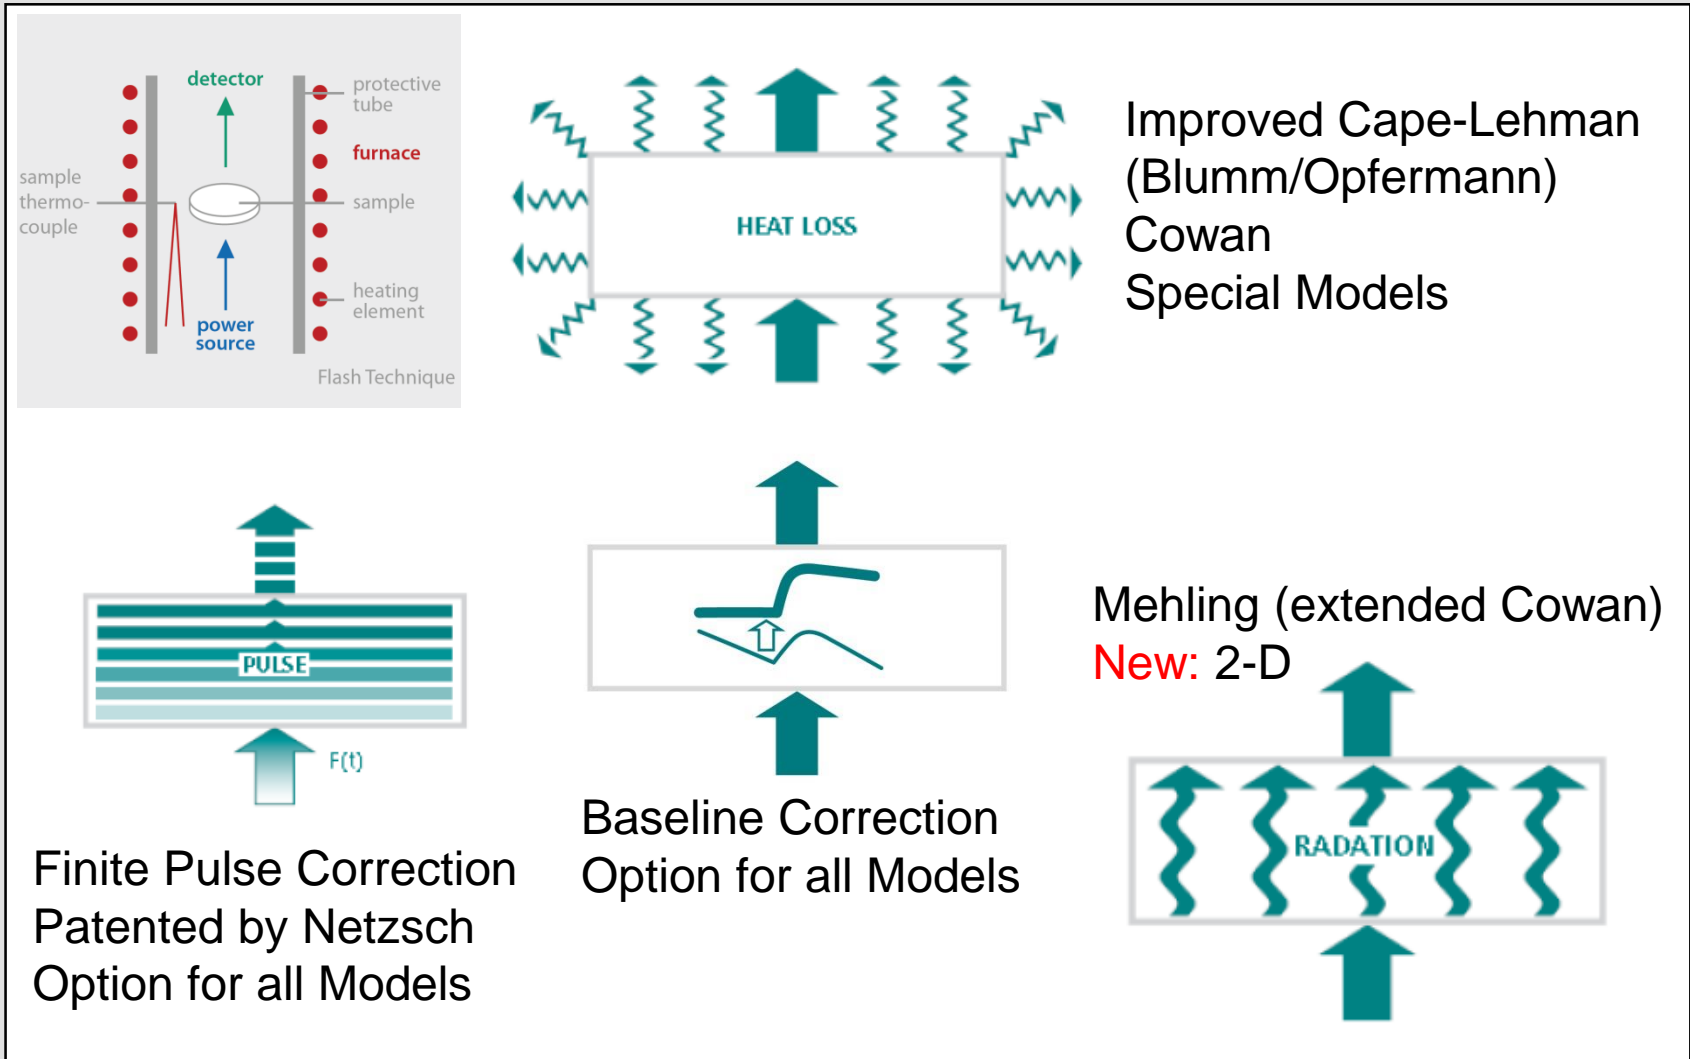 detector
protective
tube
furnace
sample
thermo-
couple
sample
heating
element
power
source
Flash Technique
HEAT LOSS
Improved Cape-Lehman
(Blumm/Opfermann)
Cowan
Special Models
PULSE
F(t)
Finite Pulse Correction
Patented by Netzsch
Option for all Models
Baseline Correction
Option for all Models
Mehling (extended Cowan)
New: 2-D
RADATION